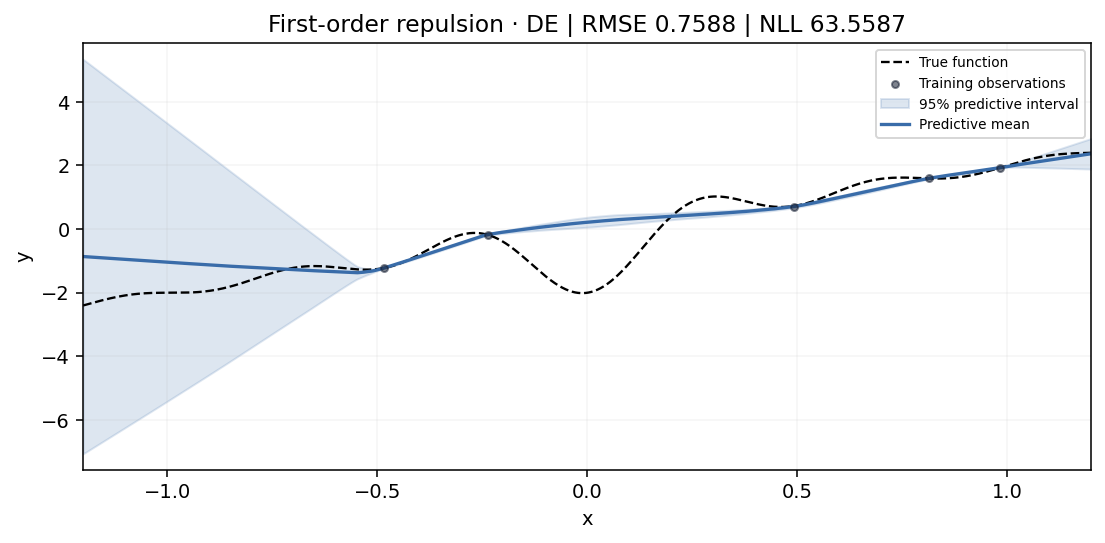 First-order repulsion · DE | RMSE 0.7588 | NLL 63.5587
True function
Training observations
95% predictive interval
Predictive mean
y
4
2
0
−2
−4
−6
−1.0 −0.5 0.0 0.5 1.0
x